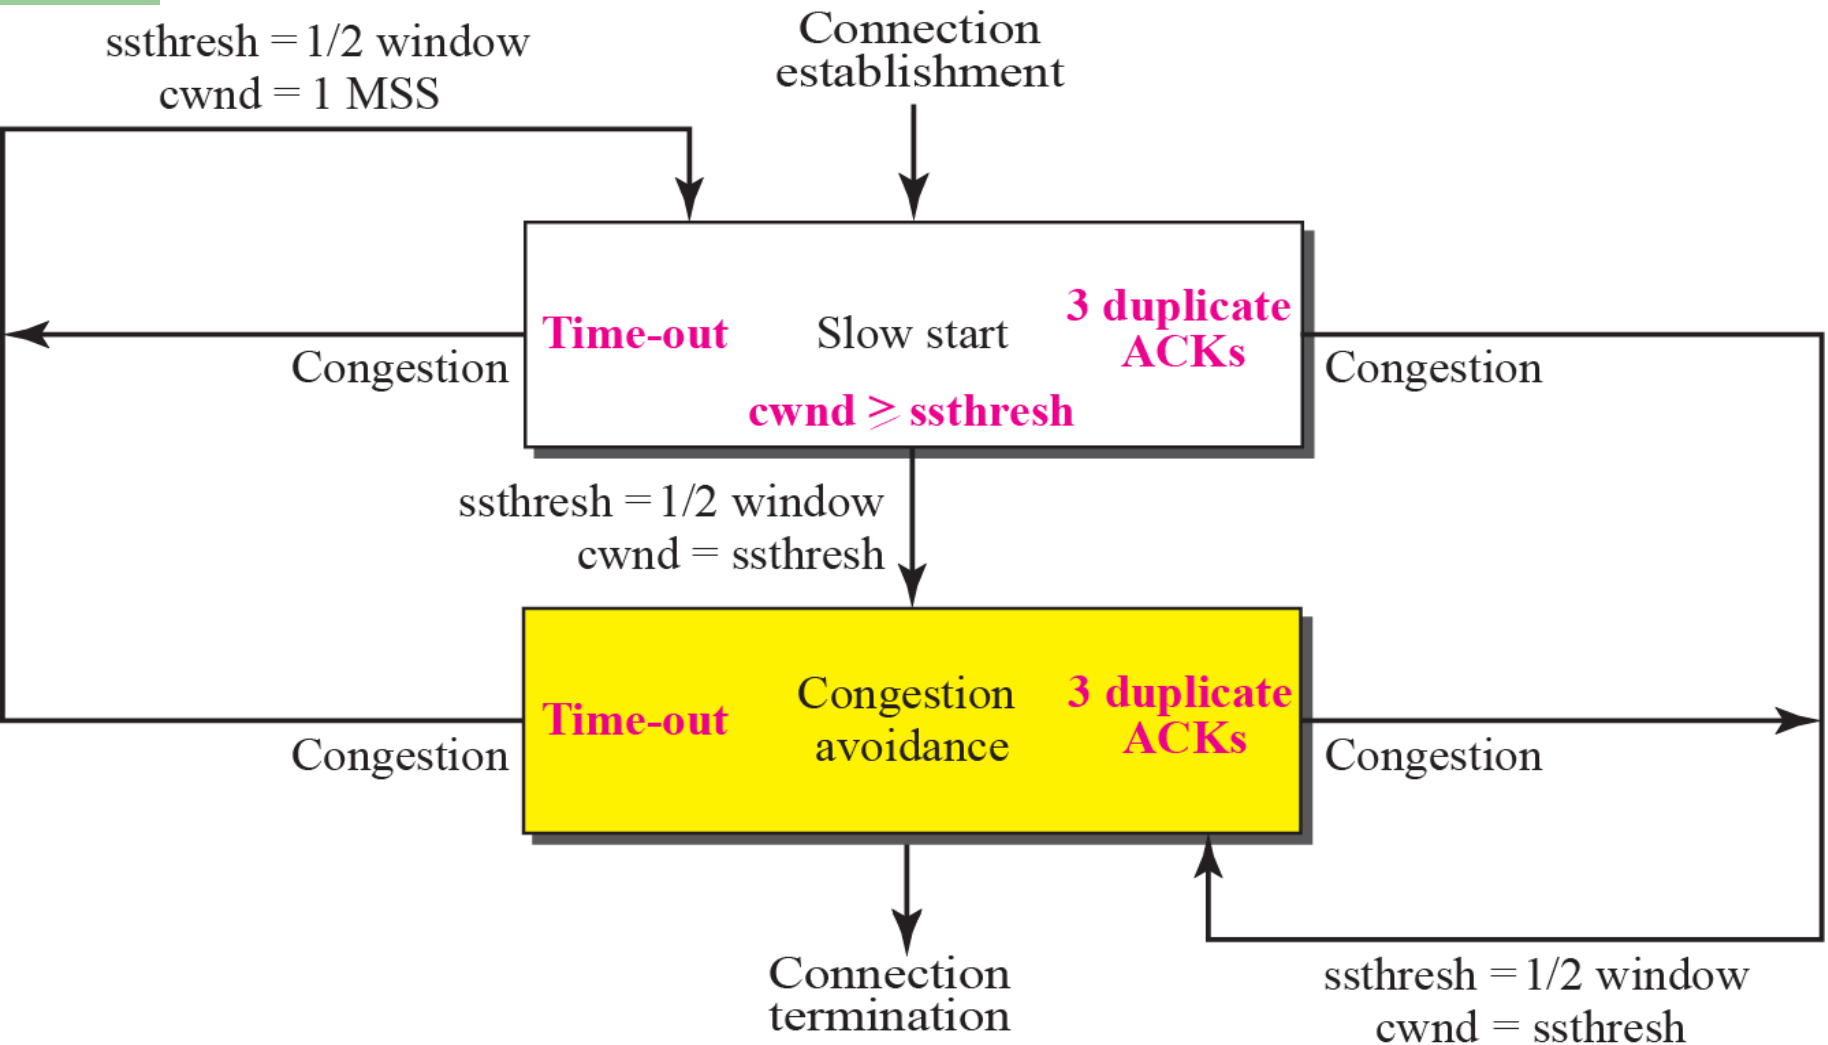 ssthresh = 1/2 window
cwnd = 1 MSS
Connection
establishment
Time-out
Slow start
3 duplicate
ACKs
cwnd ≥ ssthresh
Congestion
Congestion
ssthresh = 1/2 window
cwnd = ssthresh
Time-out
Congestion
avoidance
3 duplicate
ACKs
Congestion
Congestion
Connection
termination
ssthresh = 1/2 window
cwnd = ssthresh